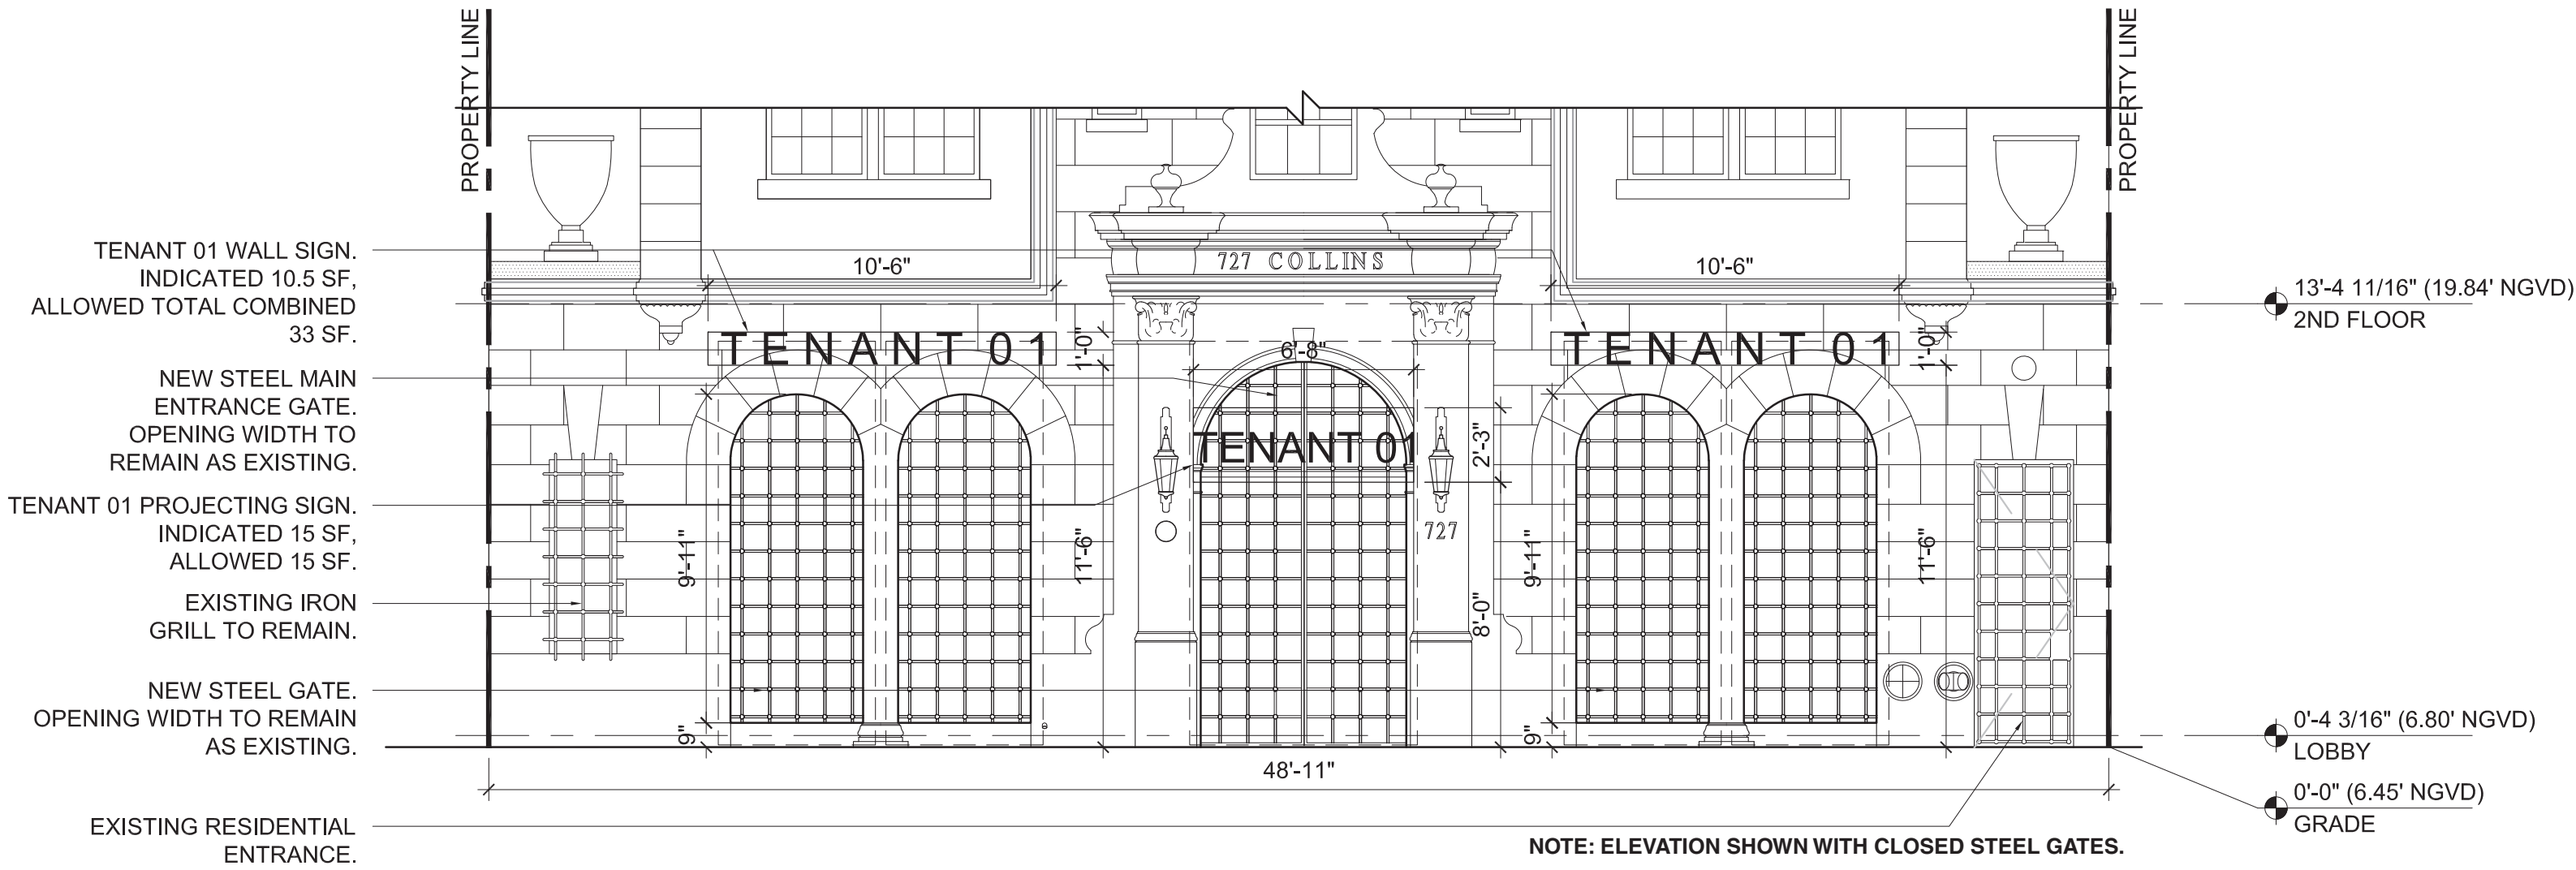 PROPERTY LINE
PROPERTY LINE
TENANT 01 WALL SIGN.
INDICATED 10.5 SF,
ALLOWED TOTAL COMBINED
33 SF.
NEW STEEL MAIN
ENTRANCE GATE.
OPENING WIDTH TO
REMAIN AS EXISTING.
TENANT 01 PROJECTING SIGN.
INDICATED 15 SF,
ALLOWED 15 SF.
EXISTING IRON
GRILL TO REMAIN.
NEW STEEL GATE.
OPENING WIDTH TO REMAIN
AS EXISTING.
EXISTING RESIDENTIAL
ENTRANCE.
727 COLLINS
10'-6"
10'-6"
TENANT 01
1'-0"
6'-8"
TENANT 01
1'-0"
TENANT 01
2'-3"
727
9'-11"
11'-6"
8'-0"
9'-11"
11'-6"
9"
9"
48'-11"
13'-4 11/16" (19.84' NGVD)
2ND FLOOR
0'-4 3/16" (6.80' NGVD)
LOBBY
0'-0" (6.45' NGVD)
GRADE
NOTE: ELEVATION SHOWN WITH CLOSED STEEL GATES.